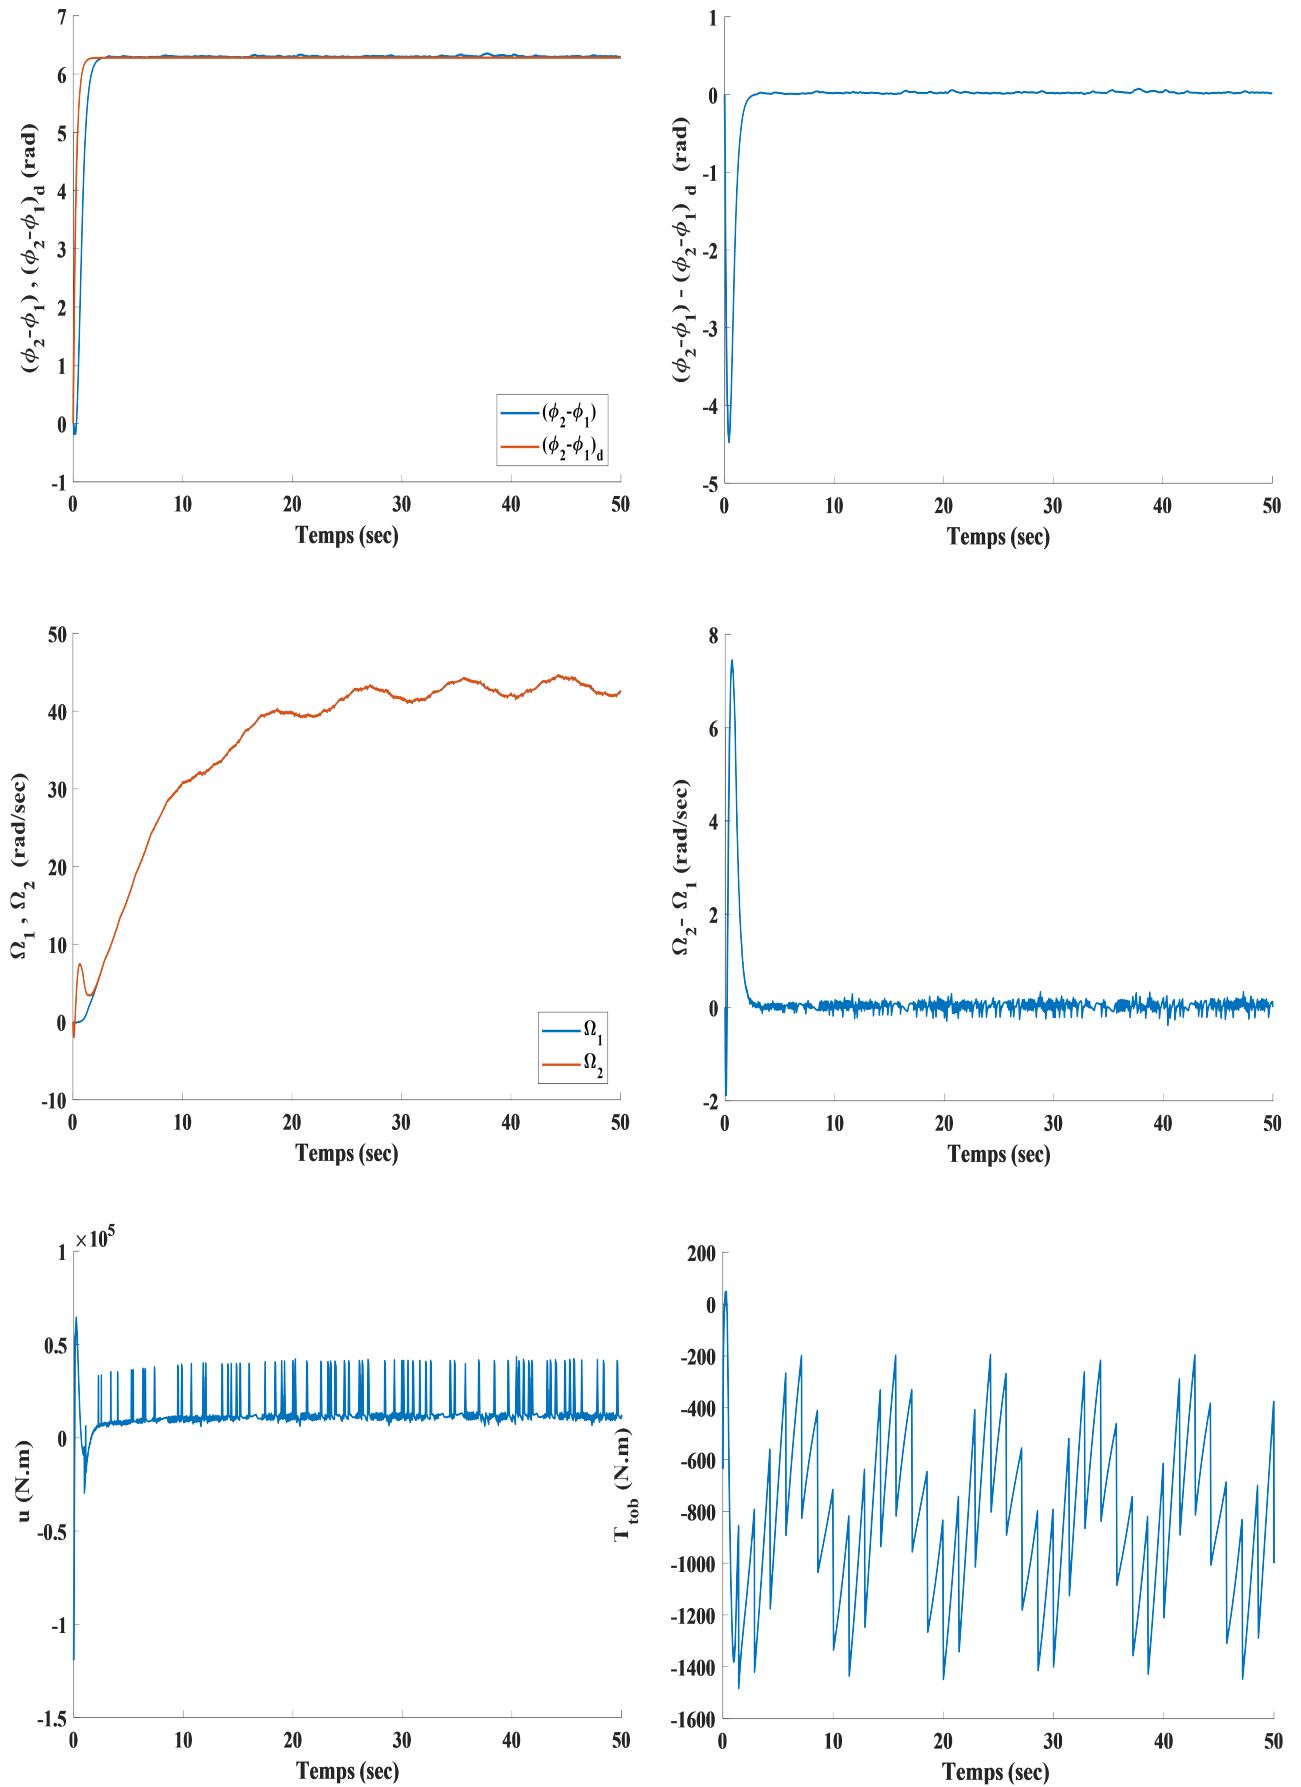 7
6
5
4
3
2
1
0
-1
0 10 20 30 40 50
Temps (sec)
(ϕ2-ϕ1) , (ϕ2-ϕ1)d (rad)
(ϕ2-ϕ1)
(ϕ2-ϕ1)d
1
0
-1
-2
-3
-4
-5
0 10 20 30 40 50
Temps (sec)
(ϕ2-ϕ1) - (ϕ2-ϕ1) d (rad)
50
40
30
20
10
0
-10
0 10 20 30 40 50
Temps (sec)
Ω1 , Ω2 (rad/sec)
Ω1
Ω2
8
6
4
2
0
-2
0 10 20 30 40 50
Temps (sec)
Ω2- Ω1 (rad/sec)
×10^5
1
0.5
0
-0.5
-1
-1.5
0 10 20 30 40 50
Temps (sec)
u (N.m)
200
0
-200
-400
-600
-800
-1000
-1200
-1400
-1600
0 10 20 30 40 50
Temps (sec)
Ttob (N.m)